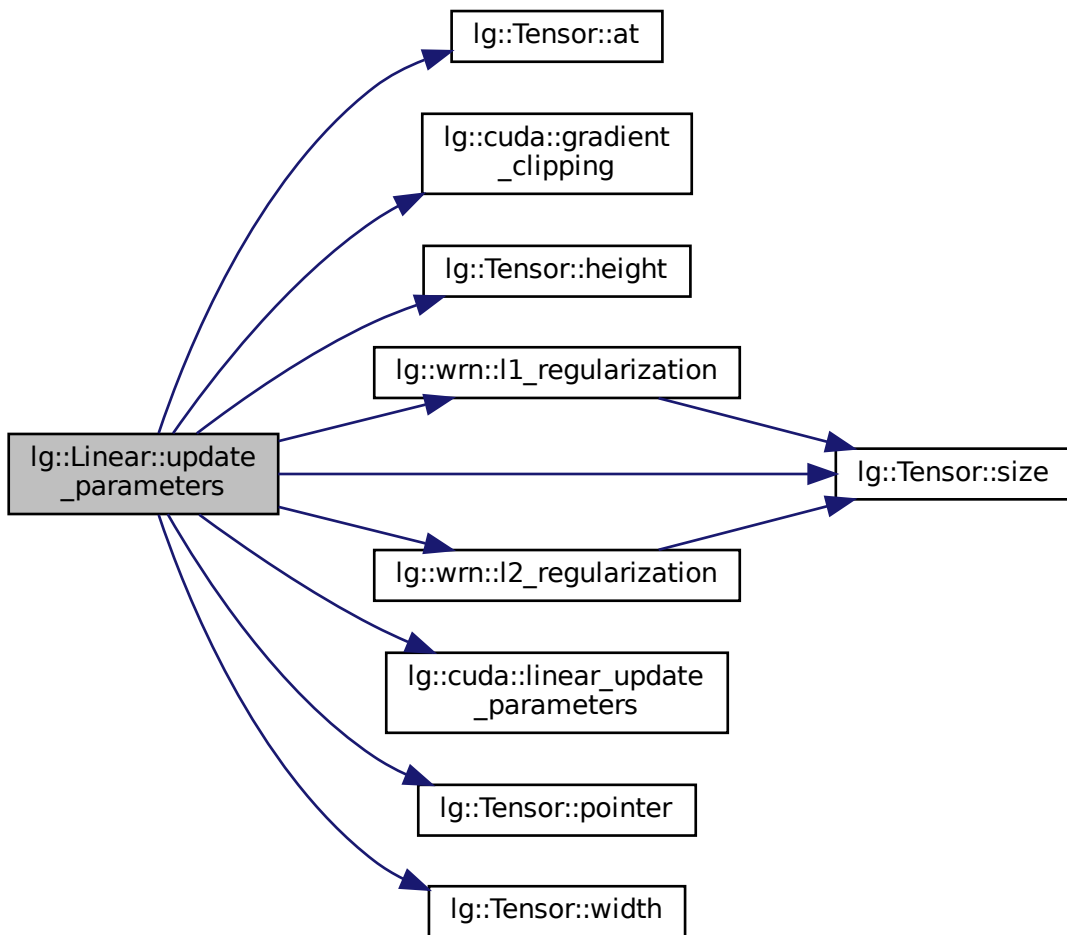 lg::Tensor::at
lg::cuda::gradient
_clipping
lg::Tensor::height
lg::wrn::l1_regularization
lg::Linear::update
_parameters
lg::Tensor::size
lg::wrn::l2_regularization
lg::cuda::linear_update
_parameters
lg::Tensor::pointer
lg::Tensor::width